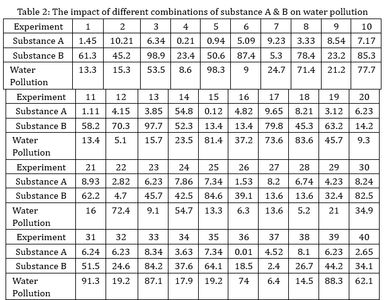 Table 2: The impact of different combinations of substance A & B on water pollution
Experiment 1 2 3 4 5 6 7 8 9 10
Substance A 1.45 10.21 6.34 0.21 0.94 5.09 9.23 3.33 8.54 7.17
Substance B 61.3 45.2 98.9 23.4 50.6 87.4 5.3 78.4 23.2 85.3
Water 13.3 15.3 53.5 8.6 98.3 9 24.7 71.4 21.2 77.7
Pollution
Experiment 11 12 13 14 15 16 17 18 19 20
Substance A 1.11 4.15 3.85 54.8 0.12 4.82 9.65 8.21 3.12 6.23
Substance B 58.2 70.3 97.7 52.3 13.4 13.4 79.8 45.3 63.2 14.2
Water 13.4 5.1 15.7 23.5 81.4 37.2 73.6 83.6 45.7 9.3
Pollution
Experiment 21 22 23 24 25 26 27 28 29 30
Substance A 8.93 2.82 6.23 7.86 7.34 1.53 8.2 6.74 4.23 8.24
Substance B 62.2 4.7 45.7 42.5 84.6 39.1 13.6 13.6 32.4 82.5
Water 16 72.4 9.1 54.7 13.3 6.3 13.6 5.2 21 34.9
Pollution
Experiment 31 32 33 34 35 36 37 38 39 40
Substance A 6.24 6.23 8.34 3.63 7.34 0.01 4.52 8.1 6.23 2.65
Substance B 51.5 24.6 84.2 37.6 64.1 18.5 2.4 26.7 44.2 34.1
Water 91.3 19.2 87.1 17.9 19.2 74 6.4 14.5 88.3 62.1
Pollution